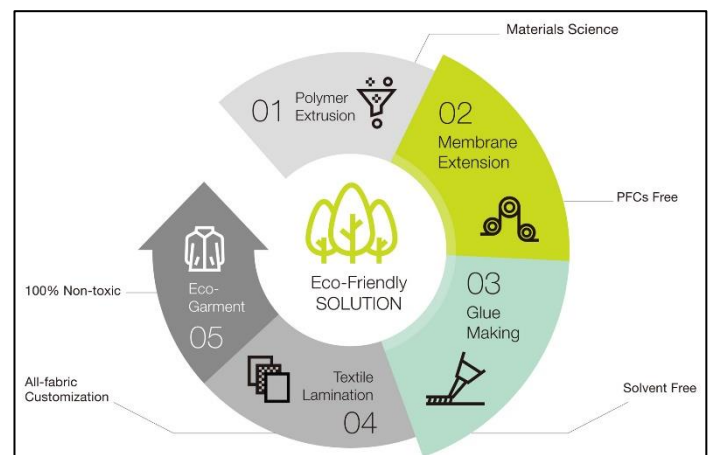 Materials Science
01 Polymer
Extrusion
02
Membrane
Extension
PFCs Free
Eco-Friendly
SOLUTION
03
Glue
Making
Solvent Free
Textile
Lamination
04
All-fabric
Customization
Eco-
Garment
05
100% Non-toxic